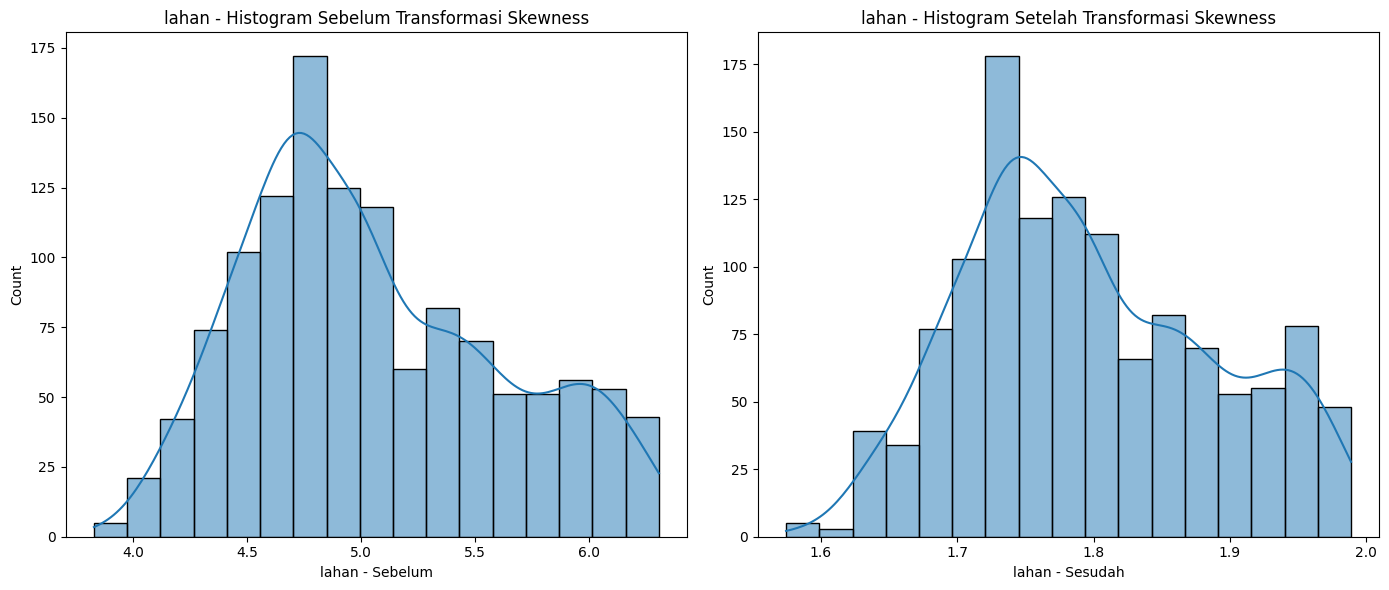 lahan - Histogram Sebelum Transformasi Skewness
175
150
125
100
75
50
25
0
Count
4.0 4.5 5.0 5.5 6.0
lahan - Sebelum
lahan - Histogram Setelah Transformasi Skewness
175
150
125
100
75
50
25
0
Count
1.6 1.7 1.8 1.9 2.0
lahan - Sesudah